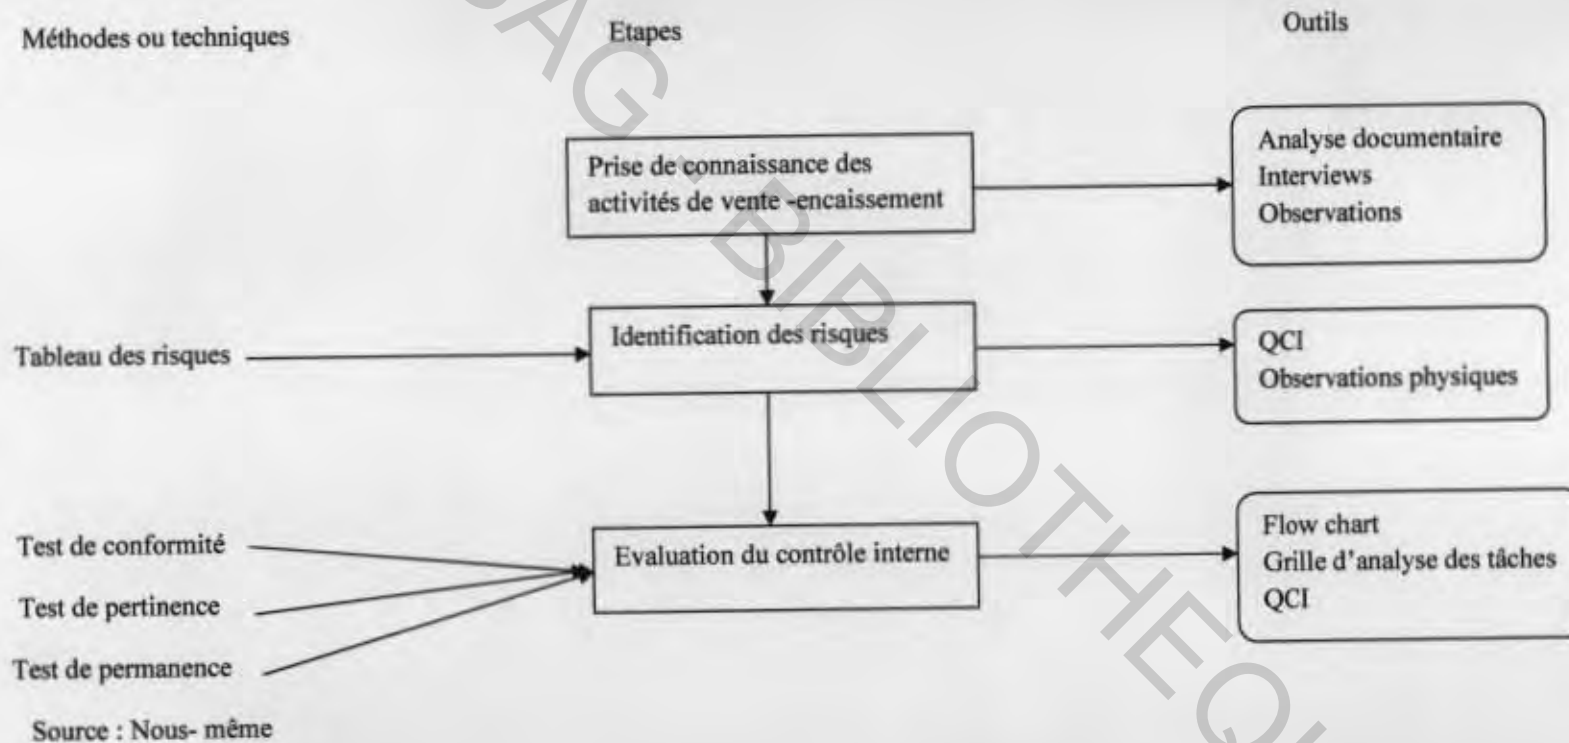 Méthodes ou techniques
Etapes
Outils
Prise de connaissance des
activités de vente -encaissement
Analyse documentaire
Interviews
Observations
Tableau des risques
Identification des risques
QCI
Observations physiques
Test de conformité
Test de pertinence
Test de permanence
Evaluation du contrôle interne
Flow chart
Grille d'analyse des tâches
QCI
Source : Nous- même